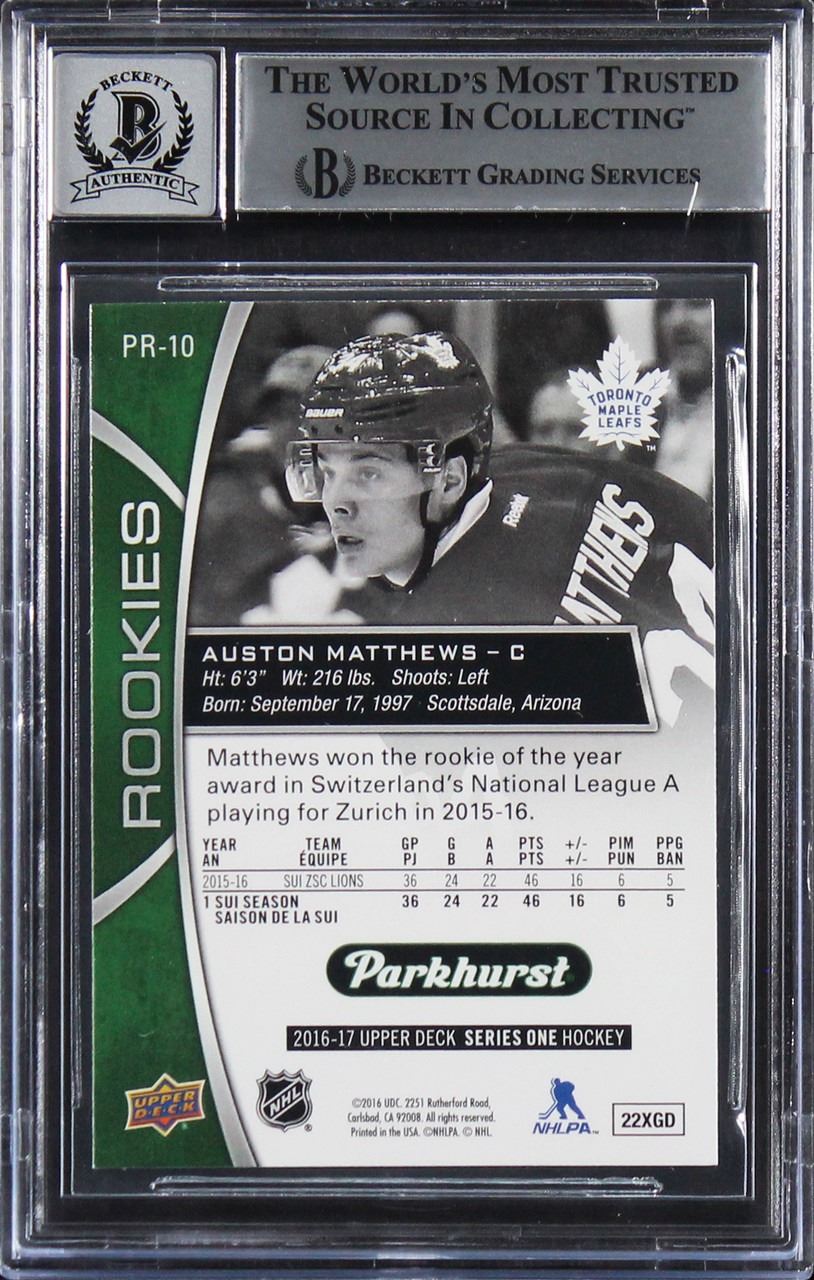 BECKETT
B
AUTHENTIC
THE WORLD'S MOST TRUSTED
SOURCE IN COLLECTING™
B BECKETT GRADING SERVICES
PR-10
ROOKIES
BAUER
Reebok
MATTHEWS
TORONTO
MAPLE
LEAFS
™
AUSTON MATTHEWS – C
Ht: 6'3" Wt: 216 lbs. Shoots: Left
Born: September 17, 1997 Scottsdale, Arizona
Matthews won the rookie of the year
award in Switzerland's National League A
playing for Zurich in 2015-16.
YEAR TEAM GP G A PTS +/- PIM PPG
AN ÉQUIPE PJ B A PTS +/- PUN BAN
2015-16 SUI ZSC LIONS 36 24 22 46 16 6 5
1 SUI SEASON 36 24 22 46 16 6 5
SAISON DE LA SUI
Parkhurst
2016-17 UPPER DECK SERIES ONE HOCKEY
UPPER
DECK
NHL®
©2016 UDC. 2251 Rutherford Road,
Carlsbad, CA 92008. All rights reserved.
Printed in the USA. ©NHLPA. © NHL.
NHLPA™
22XGD